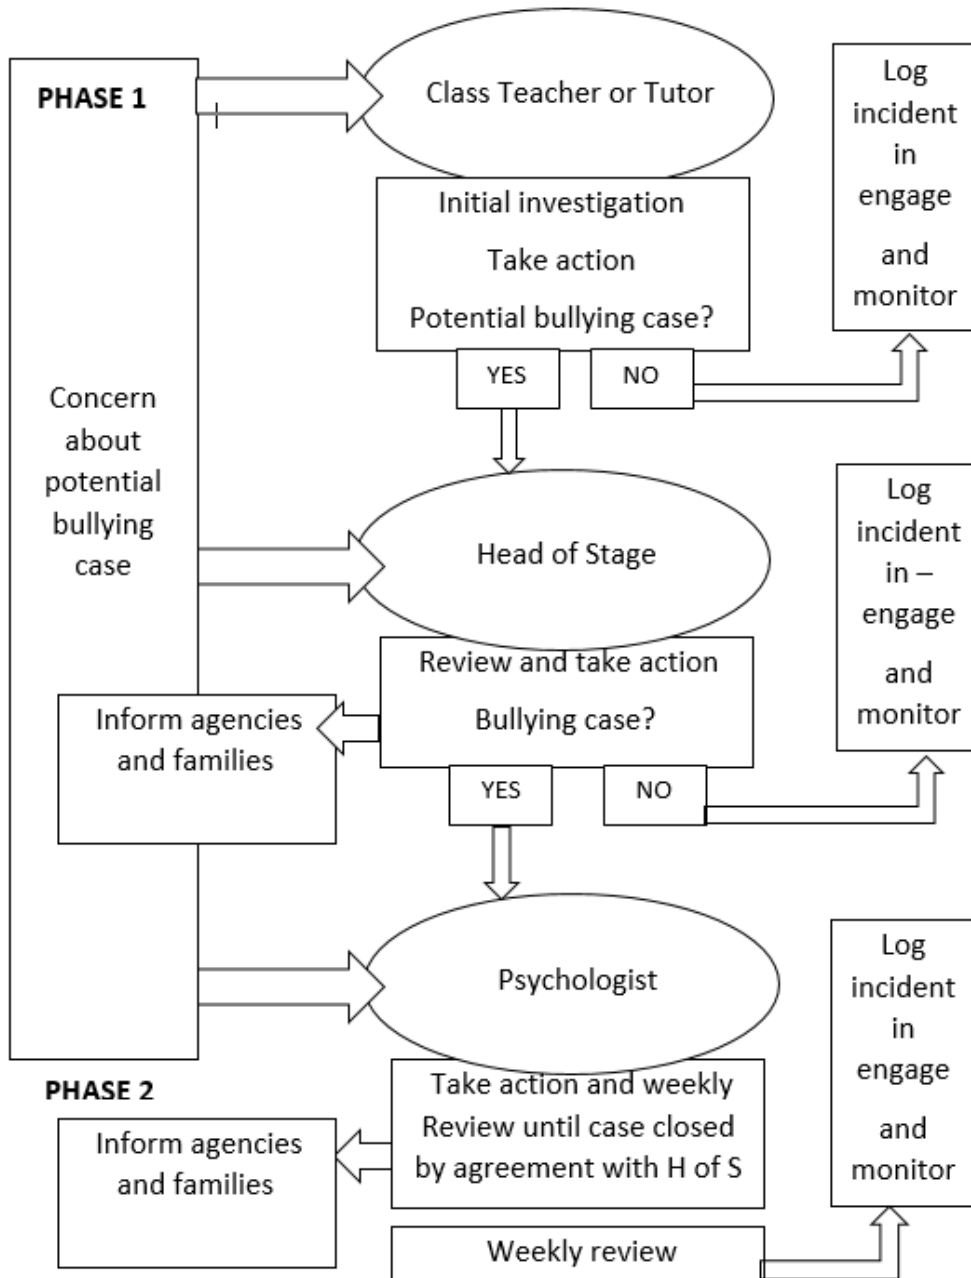 PHASE 1
Concern
about
potential
bullying
case
Class Teacher or Tutor
Initial investigation
Take action
Potential bullying case?
YES
NO
Log
incident
in
engage
and
monitor
Head of Stage
Review and take action
Bullying case?
YES
NO
Log
incident
in –
engage
and
monitor
Inform agencies
and families
Psychologist
PHASE 2
Take action and weekly
Review until case closed
by agreement with H of S
Inform agencies
and families
Weekly review
Log
incident
in
engage
and
monitor